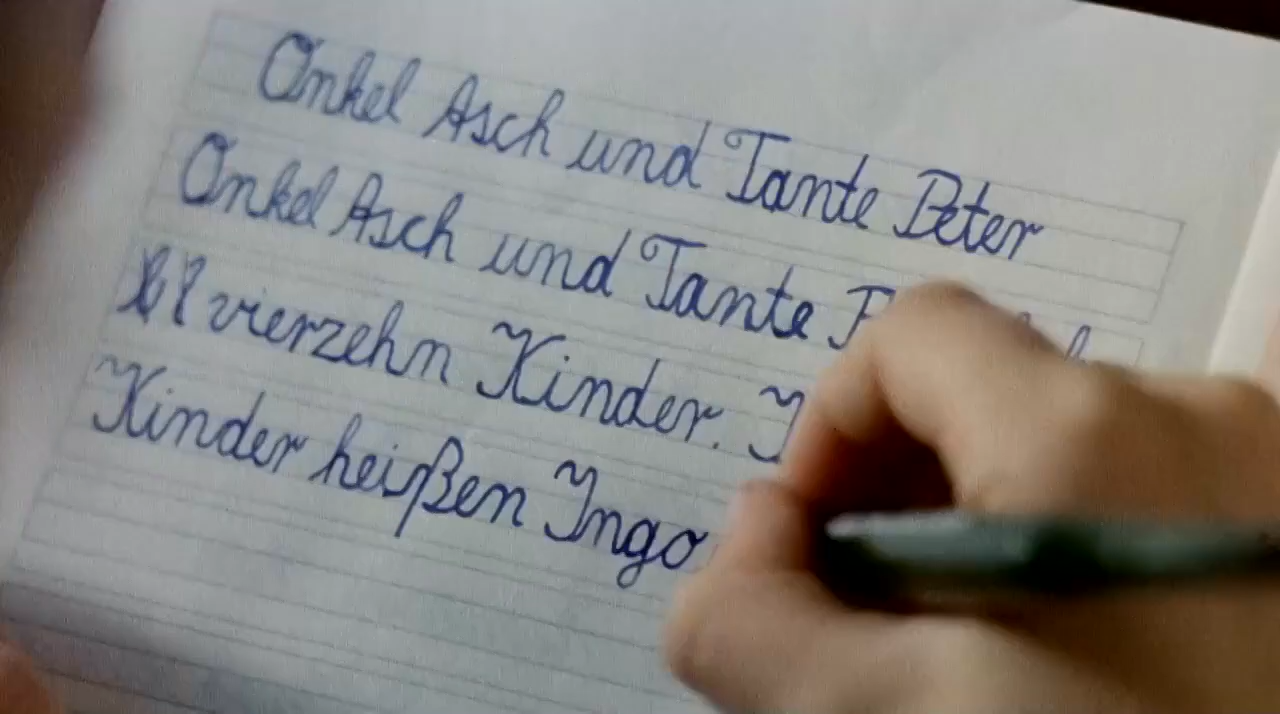 Onkel Asch und Tante Peter
Onkel Asch und Tante
vierzehn Kinder.
Kinder heißen Ingo